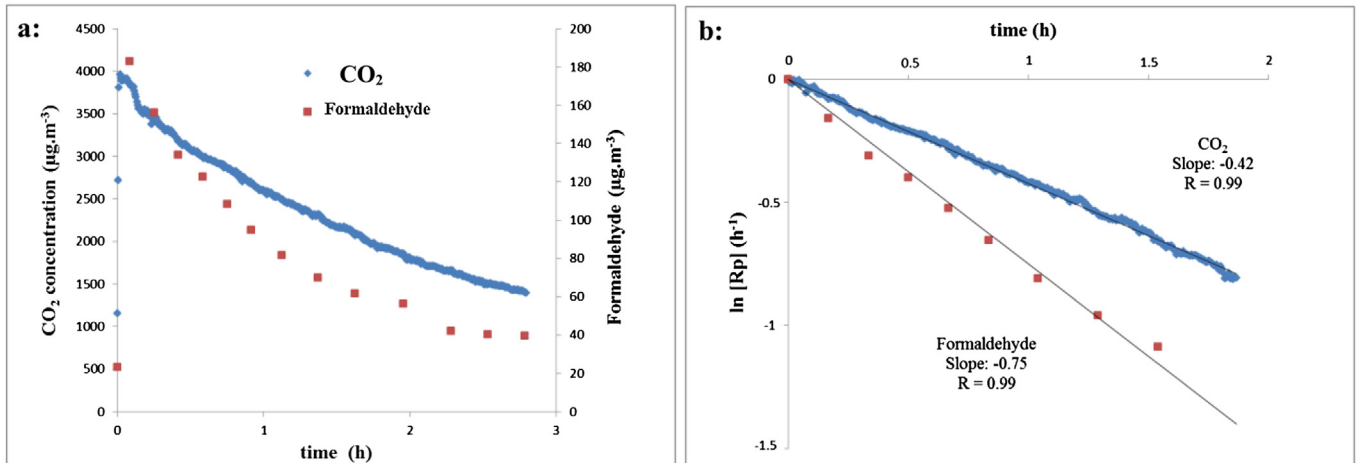 a:
4500
4000
3500
3000
2500
2000
1500
1000
500
0
CO₂ concentration (µg.m⁻³)
200
180
160
140
120
100
80
60
40
20
0
Formaldehyde (µg.m⁻³)
CO₂
Formaldehyde
0
1
2
3
time (h)
b:
time (h)
0
0.5
1
1.5
2
0
-0.5
-1
-1.5
ln [Rp] (h⁻¹)
CO₂
Slope: -0.42
R = 0.99
Formaldehyde
Slope: -0.75
R = 0.99